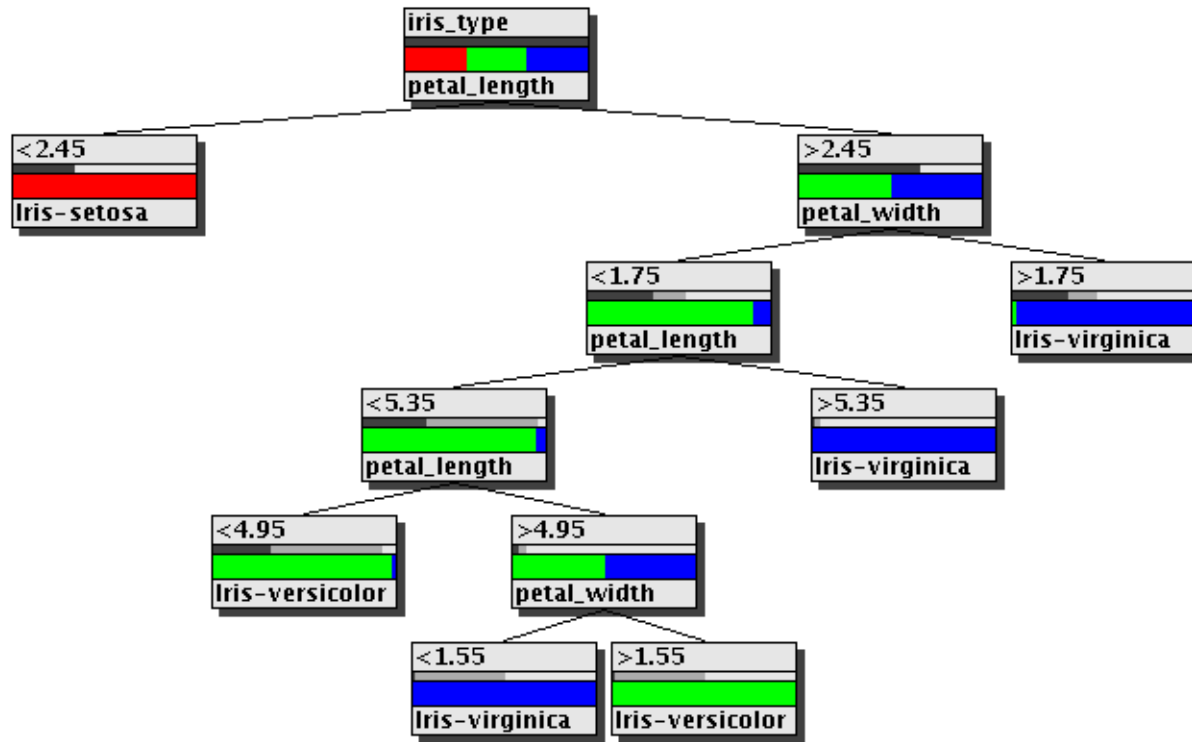 iris_type
petal_length
<2.45
Iris-setosa
>2.45
petal_width
<1.75
petal_length
>1.75
Iris-virginica
<5.35
petal_length
>5.35
Iris-virginica
<4.95
Iris-versicolor
>4.95
petal_width
<1.55
Iris-virginica
>1.55
Iris-versicolor